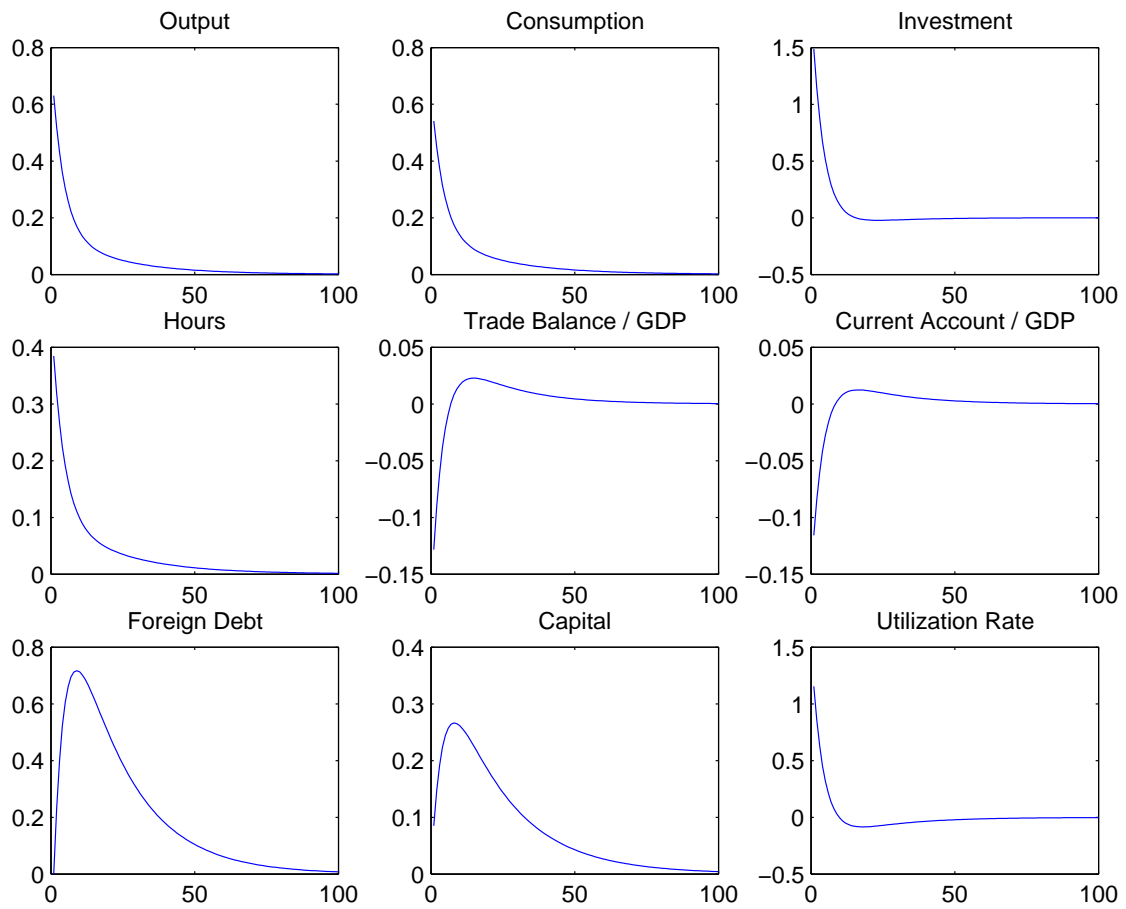 Output Consumption Investment
0.8 0.8 1.5
0.6 0.6 1
0.4 0.4 0.5
0.2 0.2 0
0 0 −0.5
0 50 100 0 50 100 0 50 100
Hours Trade Balance / GDP Current Account / GDP
0.4 0.05 0.05
0.3 0 0
0.2 −0.05 −0.05
0.1 −0.1 −0.1
0 −0.15 −0.15
0 50 100 0 50 100 0 50 100
Foreign Debt Capital Utilization Rate
0.8 0.4 1.5
0.6 0.3 1
0.4 0.2 0.5
0.2 0.1 0
0 0 −0.5
0 50 100 0 50 100 0 50 100